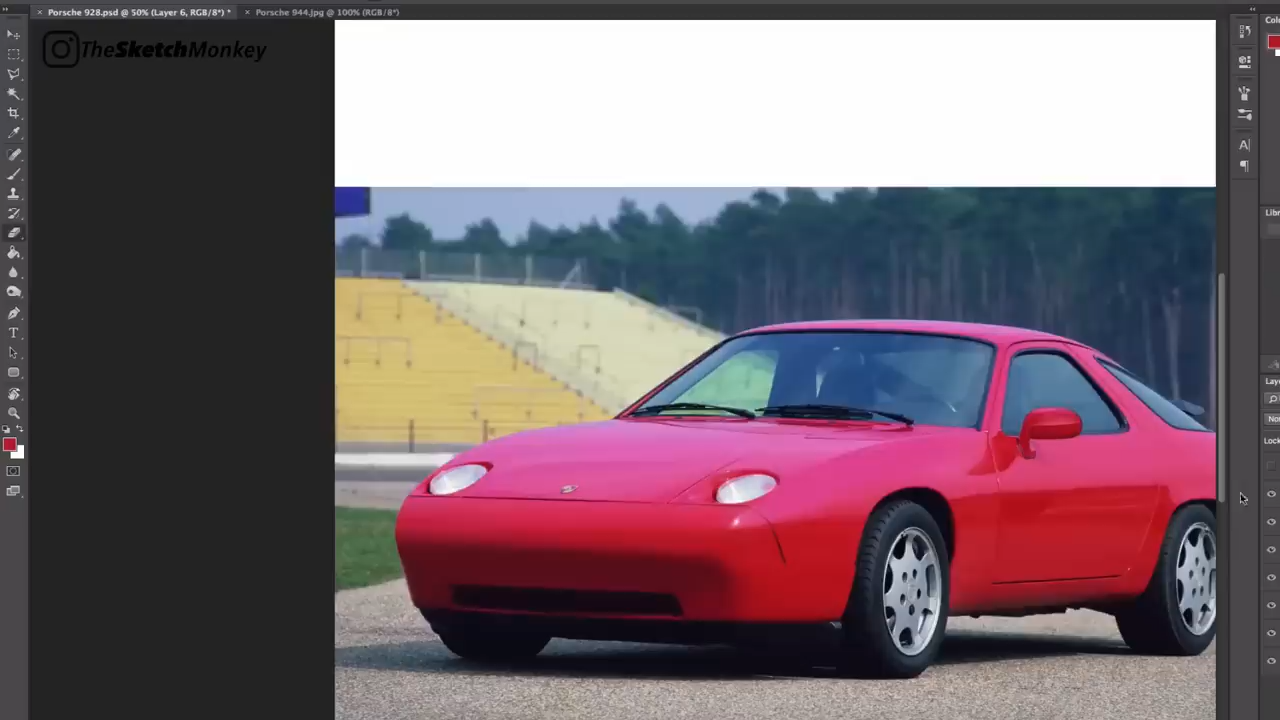 Porsche 928.psd @ 50% (Layer 6, RGB/8*) *
Porsche 944.jpg @ 100% (RGB/8*)
TheSketchMonkey